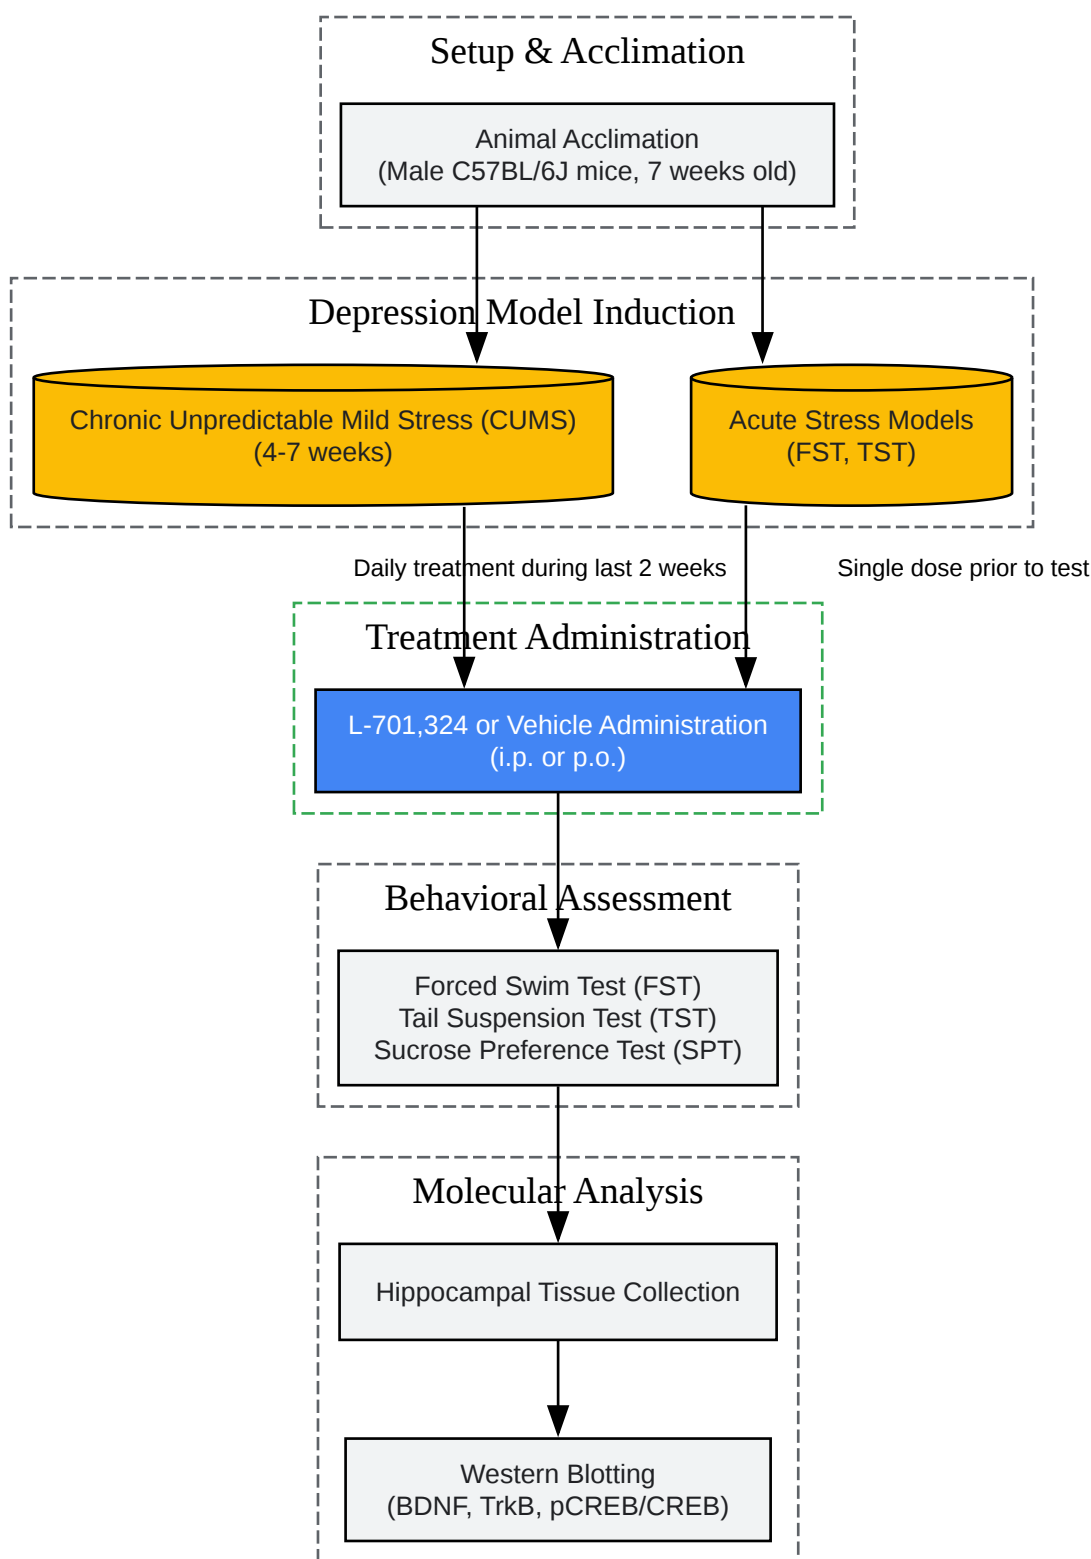 Setup & Acclimation
Animal Acclimation
(Male C57BL/6J mice, 7 weeks old)
Depression Model Induction
Chronic Unpredictable Mild Stress (CUMS)
(4-7 weeks)
Acute Stress Models
(FST, TST)
Daily treatment during last 2 weeks
Single dose prior to test
Treatment Administration
L-701,324 or Vehicle Administration
(i.p. or p.o.)
Behavioral Assessment
Forced Swim Test (FST)
Tail Suspension Test (TST)
Sucrose Preference Test (SPT)
Molecular Analysis
Hippocampal Tissue Collection
Western Blotting
(BDNF, TrkB, pCREB/CREB)